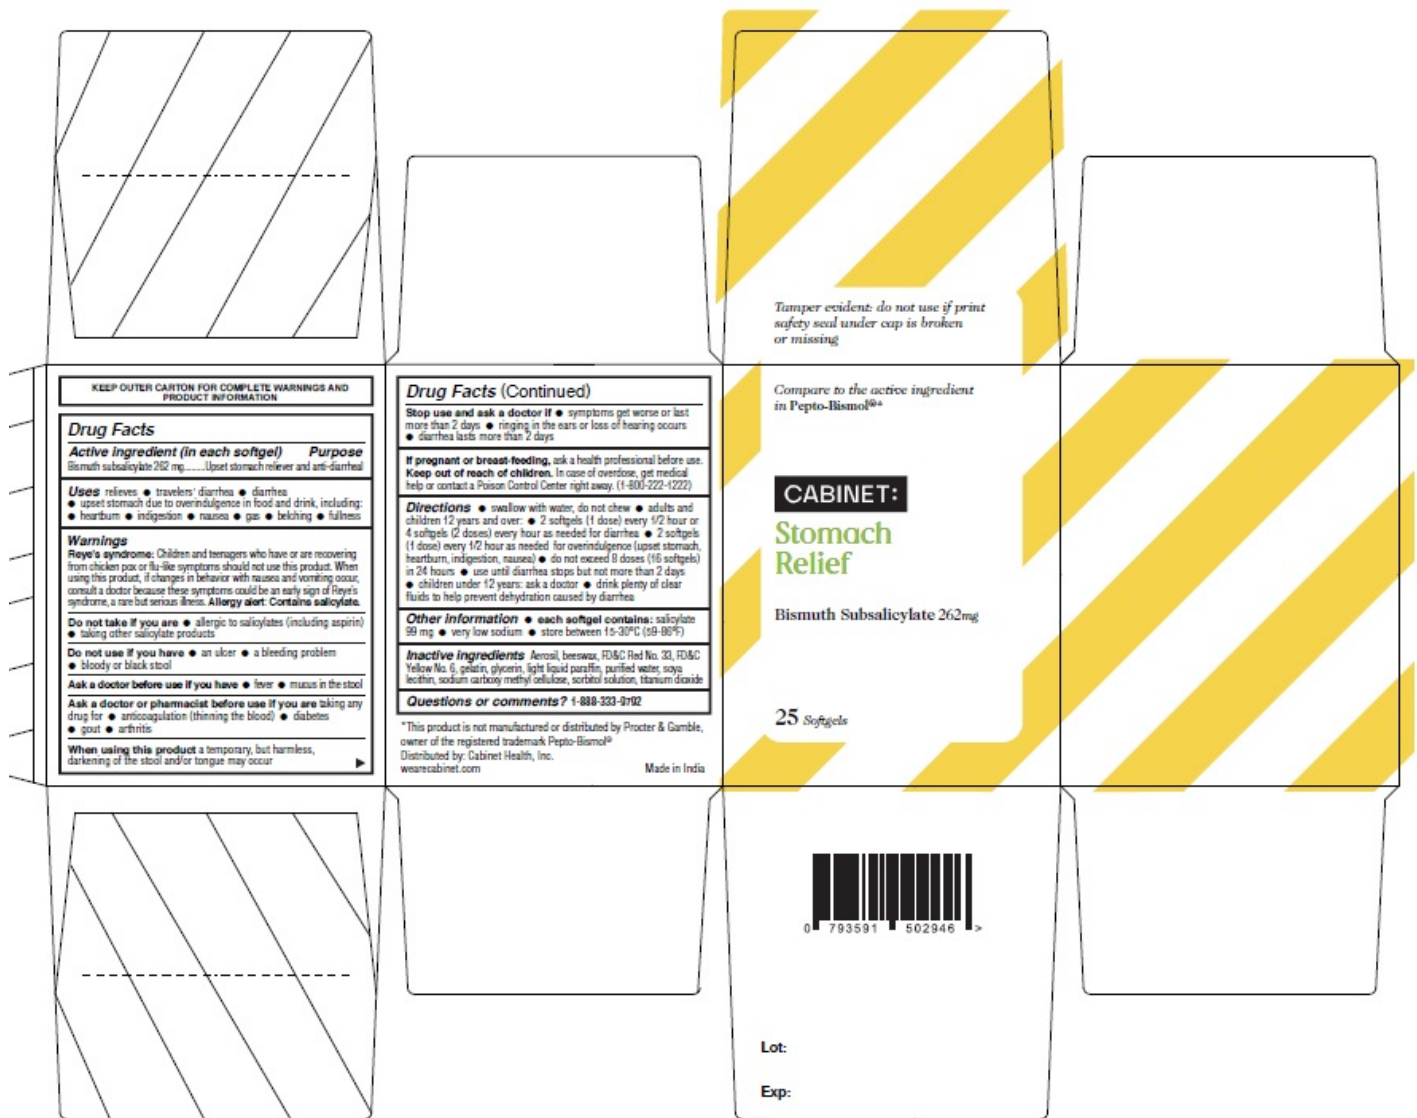 KEEP OUTER CARTON FOR COMPLETE WARNINGS AND
PRODUCT INFORMATION
Drug Facts
Active ingredient (in each softgel) Purpose
Bismuth subsalicylate 262 mg.........Upset stomach reliever and anti-diarrheal
Uses relieves ● travelers' diarrhea ● diarrhea
● upset stomach due to overindulgence in food and drink, including:
● heartburn ● indigestion ● nausea ● gas ● belching ● fullness
Warnings
Reye's syndrome: Children and teenagers who have or are recovering
from chicken pox or flu-like symptoms should not use this product. When
using this product, if changes in behavior with nausea and vomiting occur,
consult a doctor because these symptoms could be an early sign of Reye's
syndrome, a rare but serious illness. Allergy alert: Contains salicylate.
Do not take if you are ● allergic to salicylates (including aspirin)
● taking other salicylate products
Do not use if you have ● an ulcer ● a bleeding problem
● bloody or black stool
Ask a doctor before use if you have ● fever ● mucus in the stool
Ask a doctor or pharmacist before use if you are taking any
drug for ● anticoagulation (thinning the blood) ● diabetes
● gout ● arthritis
When using this product a temporary, but harmless,
darkening of the stool and/or tongue may occur
Drug Facts (Continued)
Stop use and ask a doctor if ● symptoms get worse or last
more than 2 days ● ringing in the ears or loss of hearing occurs
● diarrhea lasts more than 2 days
If pregnant or breast-feeding, ask a health professional before use.
Keep out of reach of children. In case of overdose, get medical
help or contact a Poison Control Center right away. (1-800-222-1222)
Directions ● swallow with water, do not chew ● adults and
children 12 years and over: ● 2 softgels (1 dose) every 1/2 hour or
4 softgels (2 doses) every hour as needed for diarrhea ● 2 softgels
(1 dose) every 1/2 hour as needed for overindulgence (upset stomach,
heartburn, indigestion, nausea) ● do not exceed 8 doses (16 softgels)
in 24 hours ● use until diarrhea stops but not more than 2 days
● children under 12 years: ask a doctor ● drink plenty of clear
fluids to help prevent dehydration caused by diarrhea
Other information ● each softgel contains: salicylate
99 mg ● very low sodium ● store between 15-30ºC (59-86ºF)
Inactive ingredients Aerosil, beeswax, FD&C Red No. 33, FD&C
Yellow No. 6, gelatin, glycerin, light liquid paraffin, purified water, soya
lecithin, sodium carboxy methyl cellulose, sorbitol solution, titanium dioxide
Questions or comments? 1-888-333-9792
*This product is not manufactured or distributed by Procter & Gamble,
owner of the registered trademark Pepto-Bismol®
Distributed by: Cabinet Health, Inc.
wearecabinet.com Made in India
Tamper evident: do not use if print
safety seal under cap is broken
or missing
Compare to the active ingredient
in Pepto-Bismol®*
CABINET:
Stomach
Relief
Bismuth Subsalicylate 262mg
25 Softgels
0 793591 502946 >
Lot:
Exp: